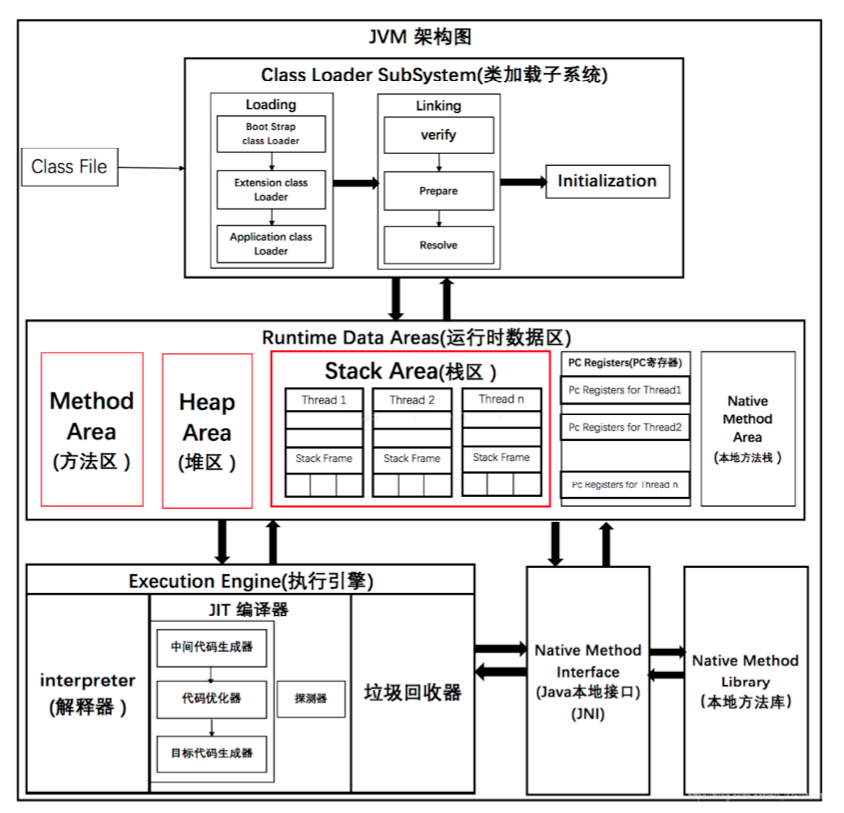 JVM 架构图
Class Loader SubSystem(类加载子系统)
Loading
Boot Strap
class Loader
Extension class
Loader
Application class
Loader
Linking
verify
Prepare
Resolve
Initialization
Class File
Runtime Data Areas(运行时数据区)
Method
Area
(方法区 )
Heap
Area
(堆区 )
Stack Area(栈区 )
Thread 1
Stack Frame
Thread 2
Stack Frame
Thread n
Stack Frame
PC Registers(PC寄存器)
Pc Registers for Thread1
Pc Registers for Thread2
Pc Registers for Thread n
Native
Method
Area
(本地方法栈 )
Execution Engine(执行引擎)
interpreter
(解释器 )
JIT 编译器
中间代码生成器
代码优化器
目标代码生成器
探测器
垃圾回收器
Native Method
Interface
(Java本地接口)
(JNI)
Native Method
Library
(本地方法库)